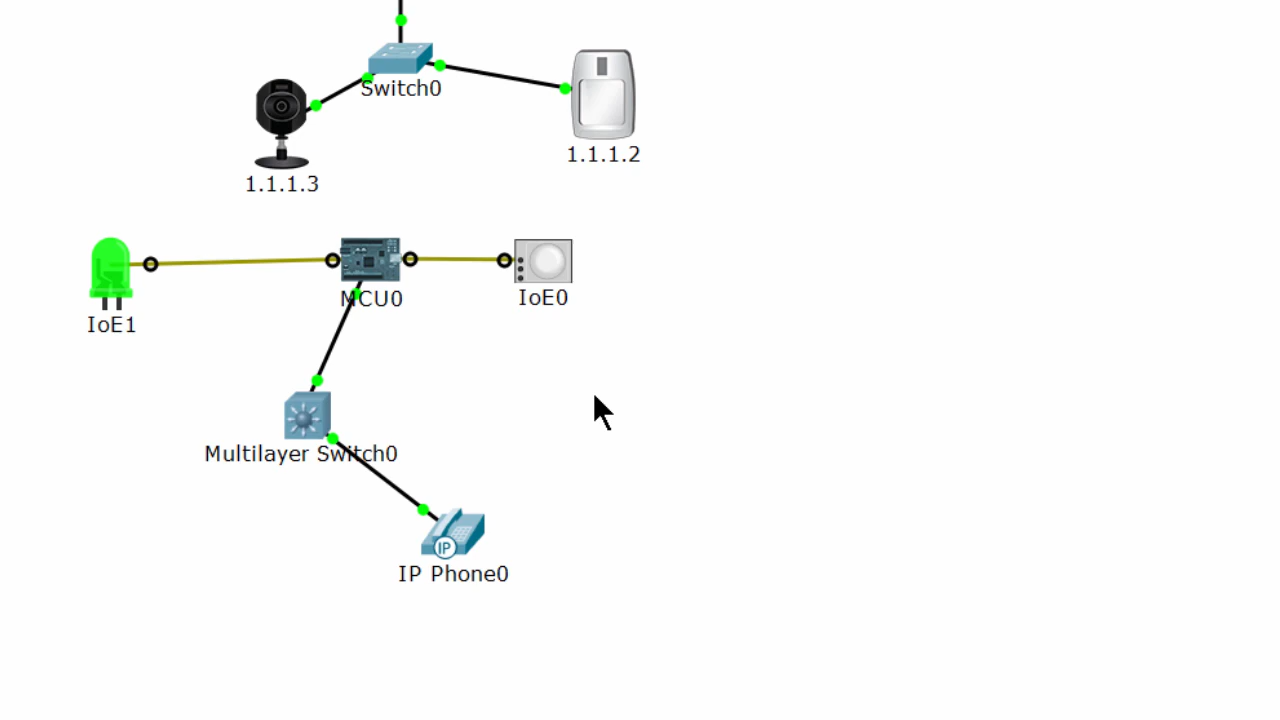 Switch0
1.1.1.2
1.1.1.3
MCU0
IoE0
IoE1
Multilayer Switch0
IP
IP Phone0